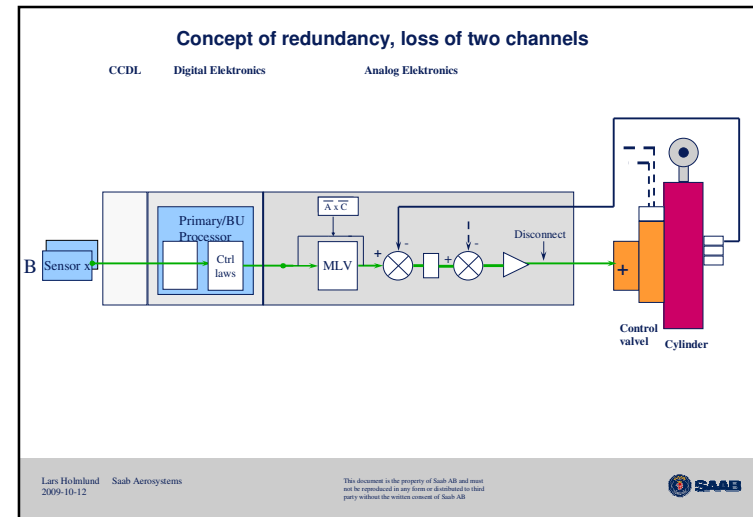 Concept of redundancy, loss of two channels
CCDL Digital Elektronics Analog Elektronics
A x C
Primary/BU
Processor
Disconnect
B Sensor x
Ctrl
laws
MLV
+ - + -
+
Control
valvel
Cylinder
Lars Holmlund Saab Aerosystems
2009-10-12
This document is the property of Saab AB and must
not be reproduced in any form or distributed to third
party without the written consent of Saab AB
SAAB